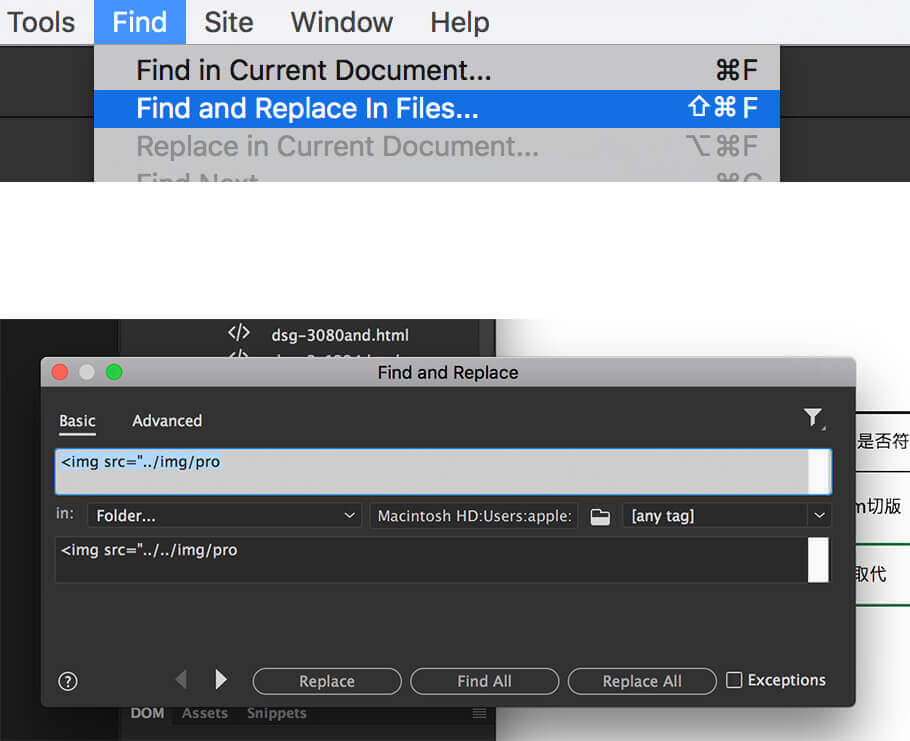 Tools Find Site Window Help
Find in Current Document... ⌘F
Find and Replace In Files... ⇧⌘F
Replace in Current Document... ⌥⌘F
Find Next ⌘G
dsg-3080and.html
Find and Replace
Basic Advanced
是否符
<img src="../img/pro
in: Folder... Macintosh HD:Users:apple: [any tag]
m切版
<img src="../../img/pro
取代
Replace Find All Replace All Exceptions
DOM Assets Snippets